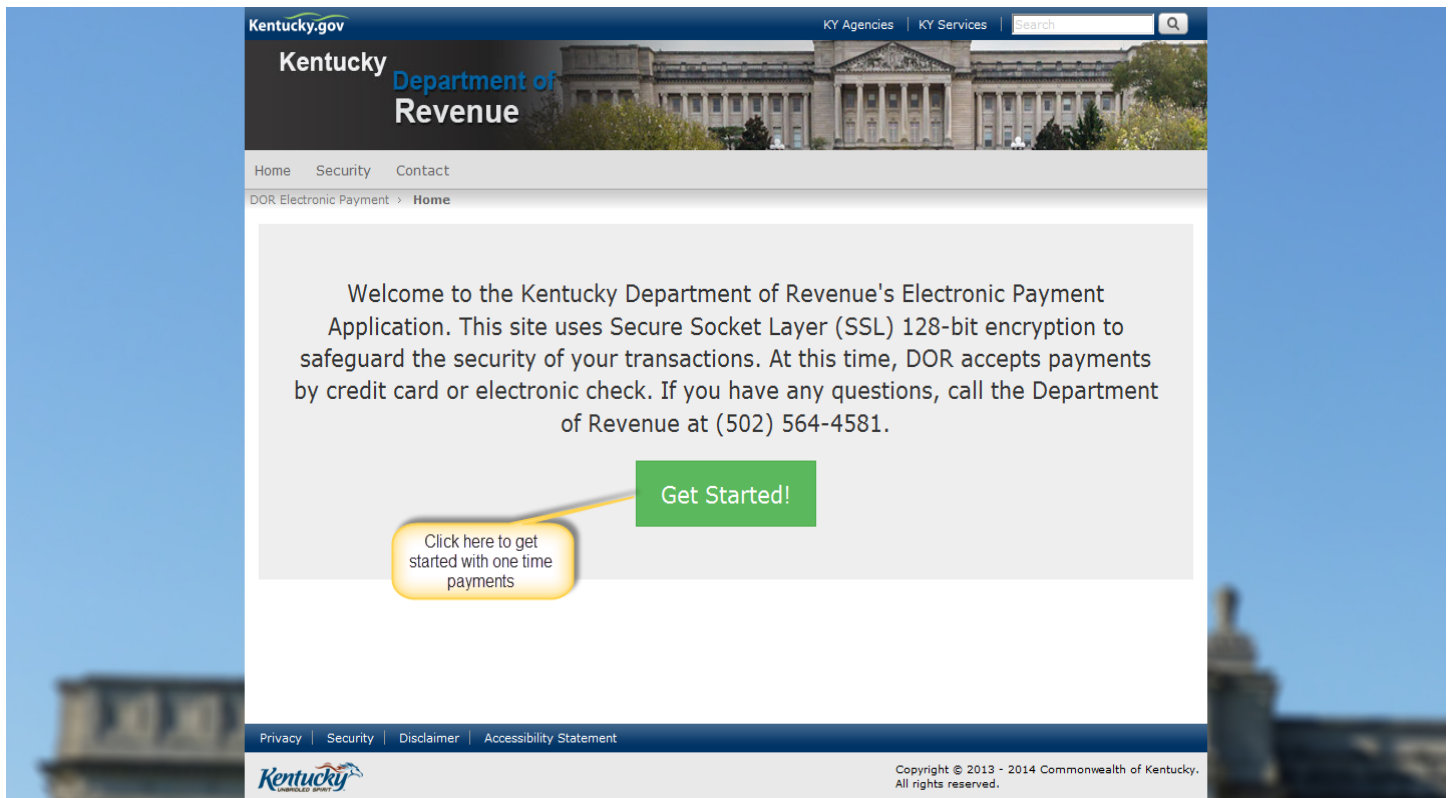 Kentucky.gov
KY Agencies | KY Services | Search
Kentucky
Department of
Revenue
Home Security Contact
DOR Electronic Payment › Home
Welcome to the Kentucky Department of Revenue's Electronic Payment
Application. This site uses Secure Socket Layer (SSL) 128-bit encryption to
safeguard the security of your transactions. At this time, DOR accepts payments
by credit card or electronic check. If you have any questions, call the Department
of Revenue at (502) 564-4581.
Get Started!
Click here to get
started with one time
payments
Privacy | Security | Disclaimer | Accessibility Statement
Kentucky
UNBRIDLED SPIRIT
Copyright © 2013 - 2014 Commonwealth of Kentucky.
All rights reserved.